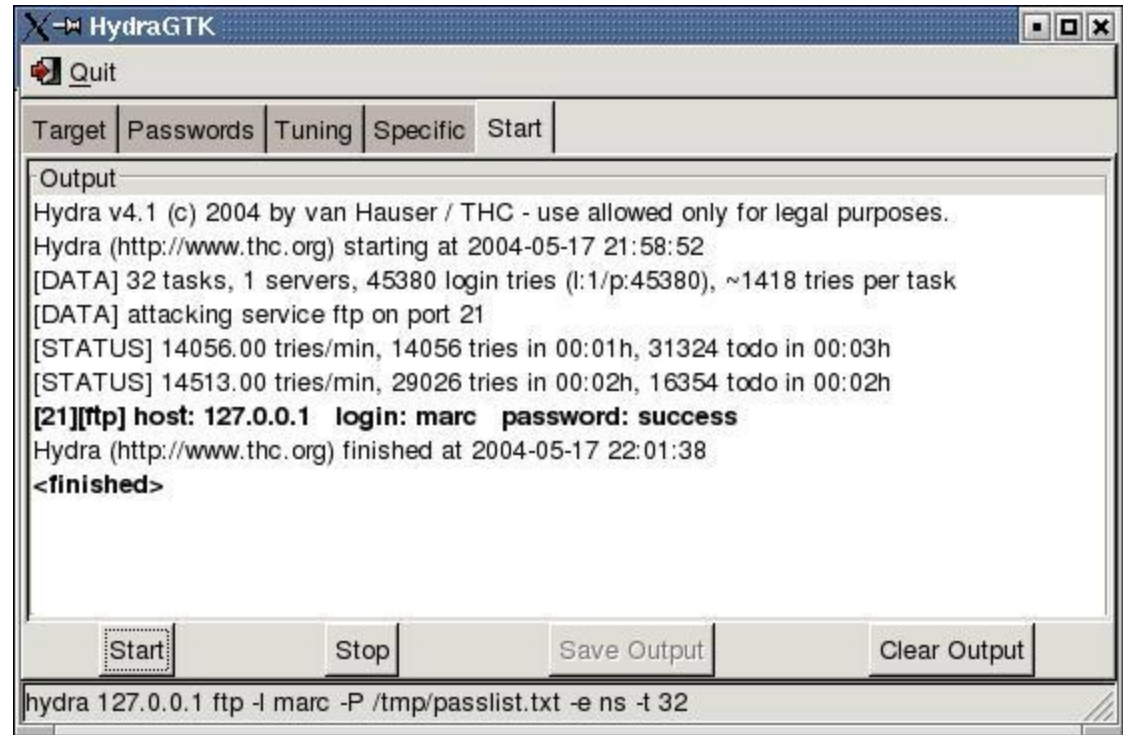 HydraGTK
Quit
Target Passwords Tuning Specific Start
Output
Hydra v4.1 (c) 2004 by van Hauser / THC - use allowed only for legal purposes.
Hydra (http://www.thc.org) starting at 2004-05-17 21:58:52
[DATA] 32 tasks, 1 servers, 45380 login tries (l:1/p:45380), ~1418 tries per task
[DATA] attacking service ftp on port 21
[STATUS] 14056.00 tries/min, 14056 tries in 00:01h, 31324 todo in 00:03h
[STATUS] 14513.00 tries/min, 29026 tries in 00:02h, 16354 todo in 00:02h
[21][ftp] host: 127.0.0.1 login: marc password: success
Hydra (http://www.thc.org) finished at 2004-05-17 22:01:38
<finished>
Start Stop Save Output Clear Output
hydra 127.0.0.1 ftp -l marc -P /tmp/passlist.txt -e ns -t 32